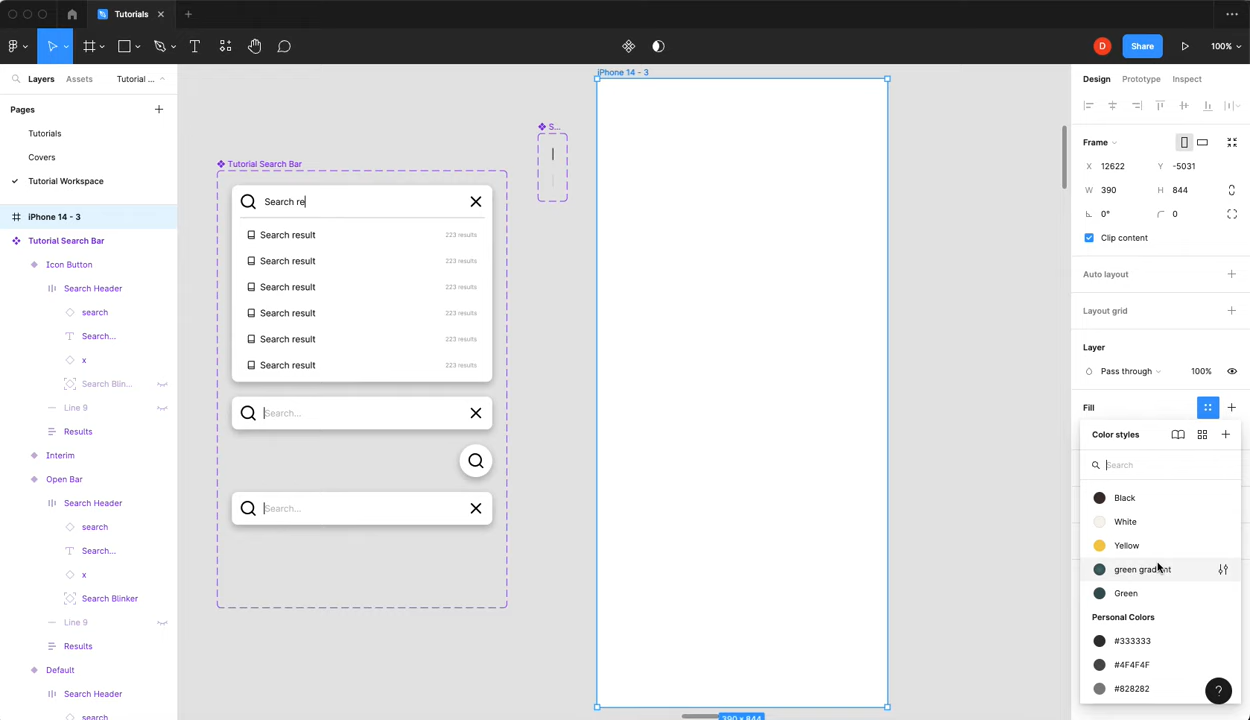 Tutorials
Share
100%
D
Layers
Assets
Tutorial ...
Pages
Tutorials
Covers
Tutorial Workspace
iPhone 14 - 3
Tutorial Search Bar
Icon Button
Search Header
search
Search...
x
Search Blin...
Line 9
Results
Interim
Open Bar
Search Header
search
Search...
x
Search Blinker
Line 9
Results
Default
Search Header
search
Tutorial Search Bar
Search re
Search result
223 results
Search result
223 results
Search result
223 results
Search result
223 results
Search result
223 results
Search result
223 results
Search...
Search...
S...
iPhone 14 - 3
390 × 844
Design
Prototype
Inspect
Frame
X 12622
Y -5031
W 390
H 844
0°
0
Clip content
Auto layout
Layout grid
Layer
Pass through
100%
Fill
Color styles
Search
Black
White
Yellow
green gradient
Green
Personal Colors
#333333
#4F4F4F
#828282
?